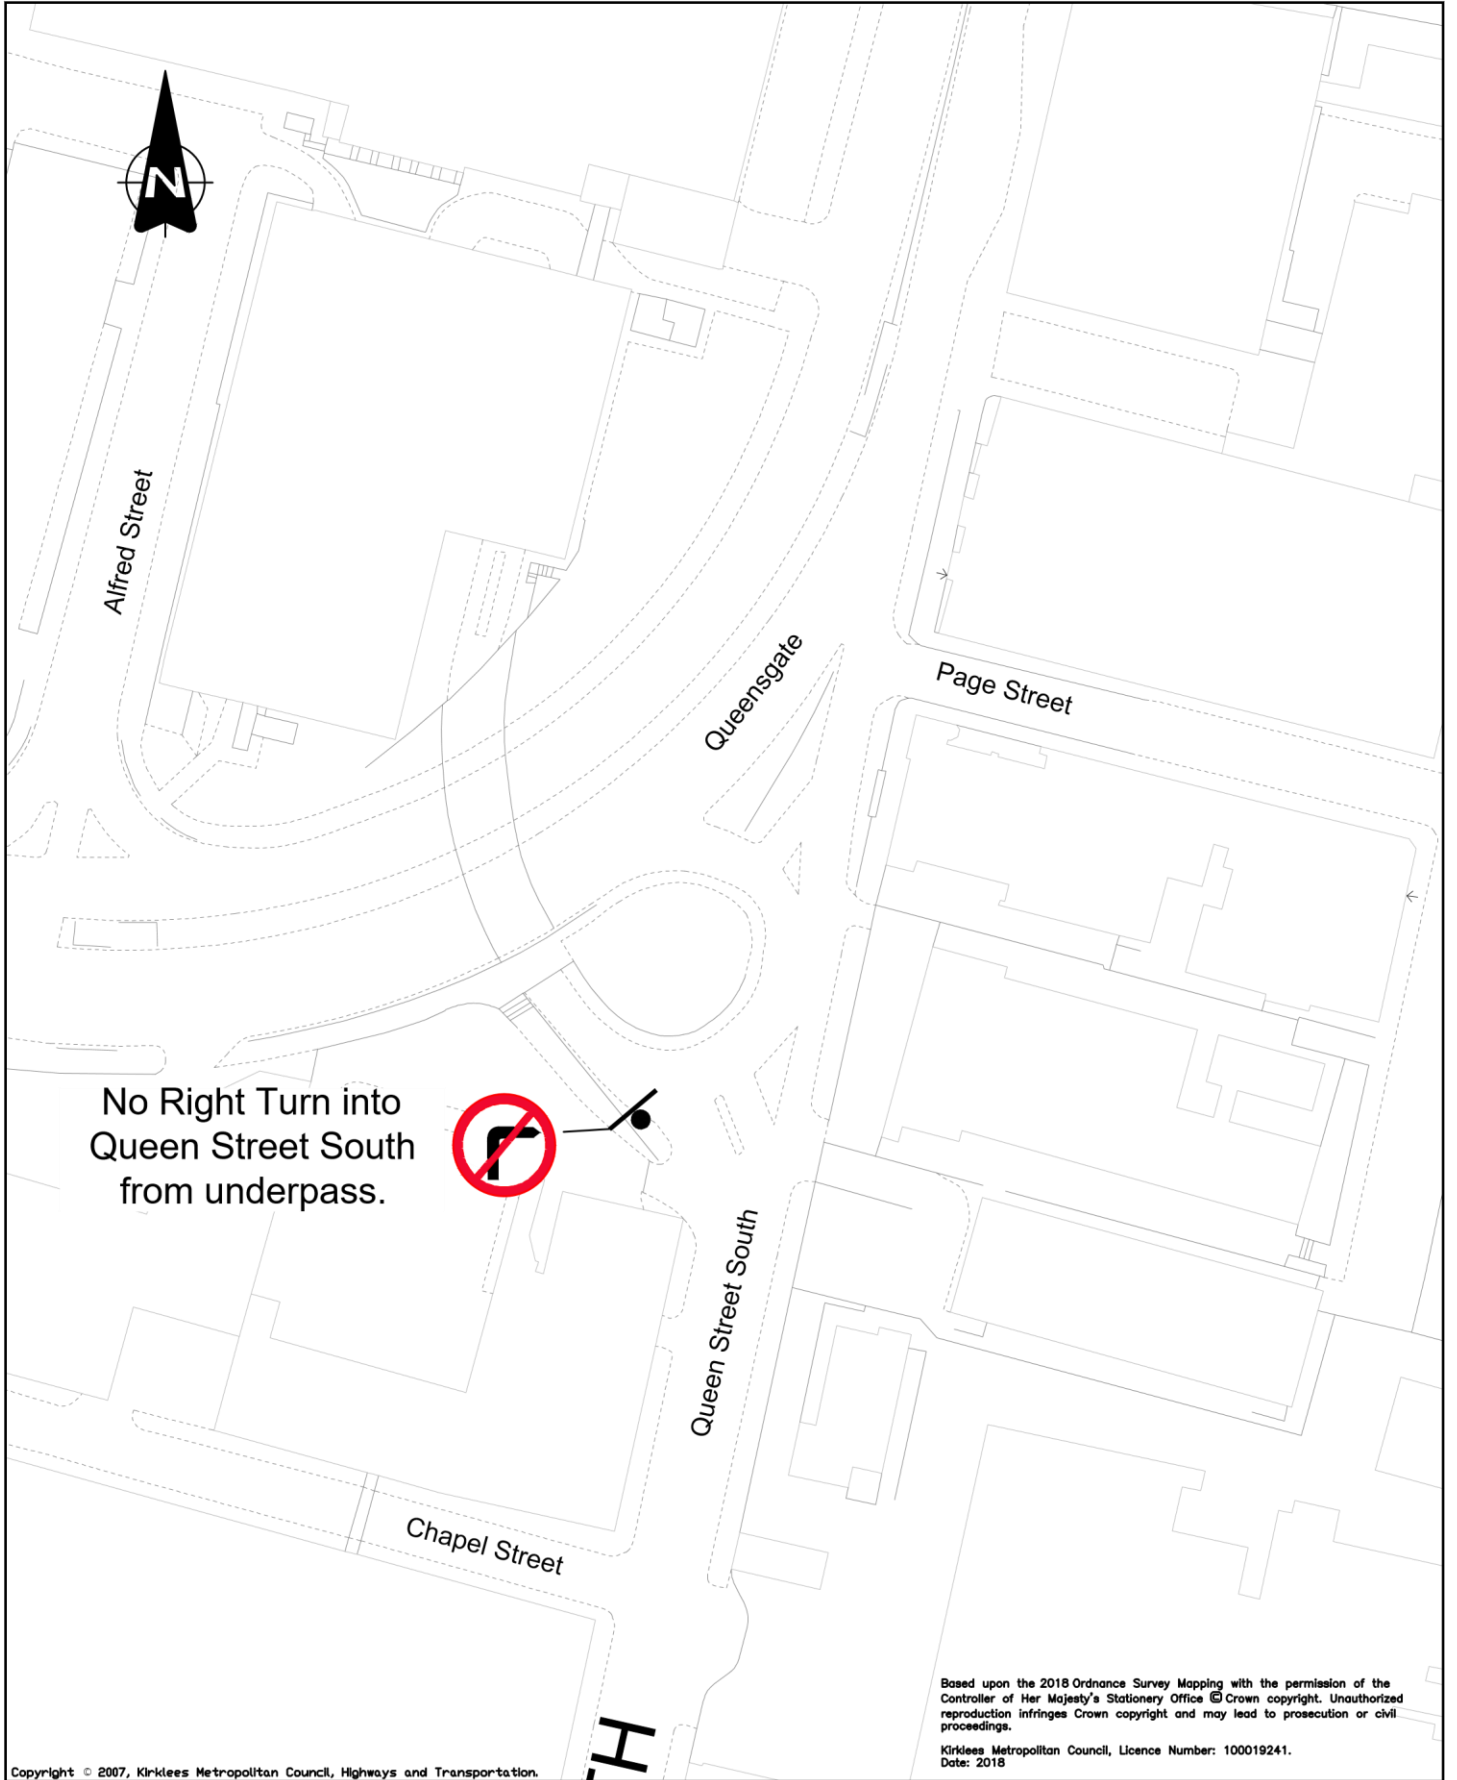 N
Alfred Street
Queensgate
Page Street
No Right Turn into
Queen Street South
from underpass.
Queen Street South
Chapel Street
TH
Based upon the 2018 Ordnance Survey Mapping with the permission of the
Controller of Her Majesty's Stationery Office © Crown copyright. Unauthorized
reproduction infringes Crown copyright and may lead to prosecution or civil
proceedings.
Kirklees Metropolitan Council, Licence Number: 100019241.
Date: 2018
Copyright © 2007, Kirklees Metropolitan Council, Highways and Transportation.